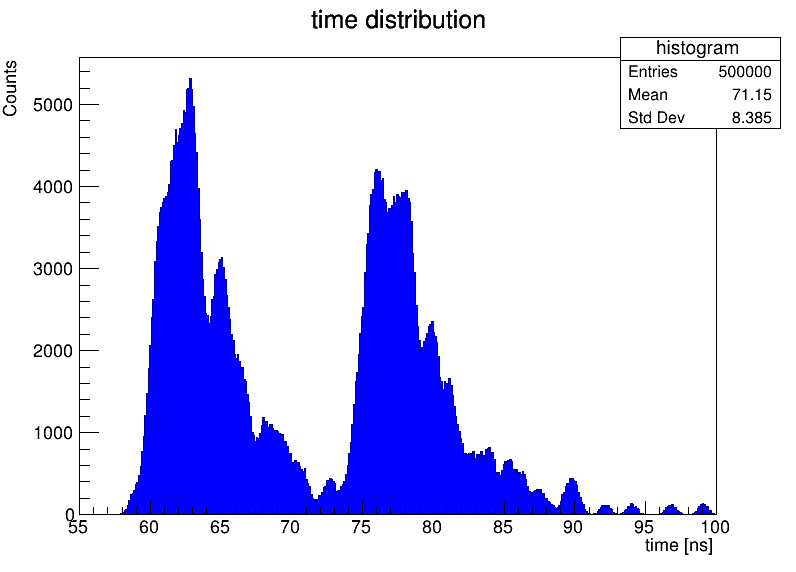 time distribution
histogram
Entries 500000
Mean 71.15
Std Dev 8.385
Counts
5000
4000
3000
2000
1000
0
55 60 65 70 75 80 85 90 95 100
time [ns]